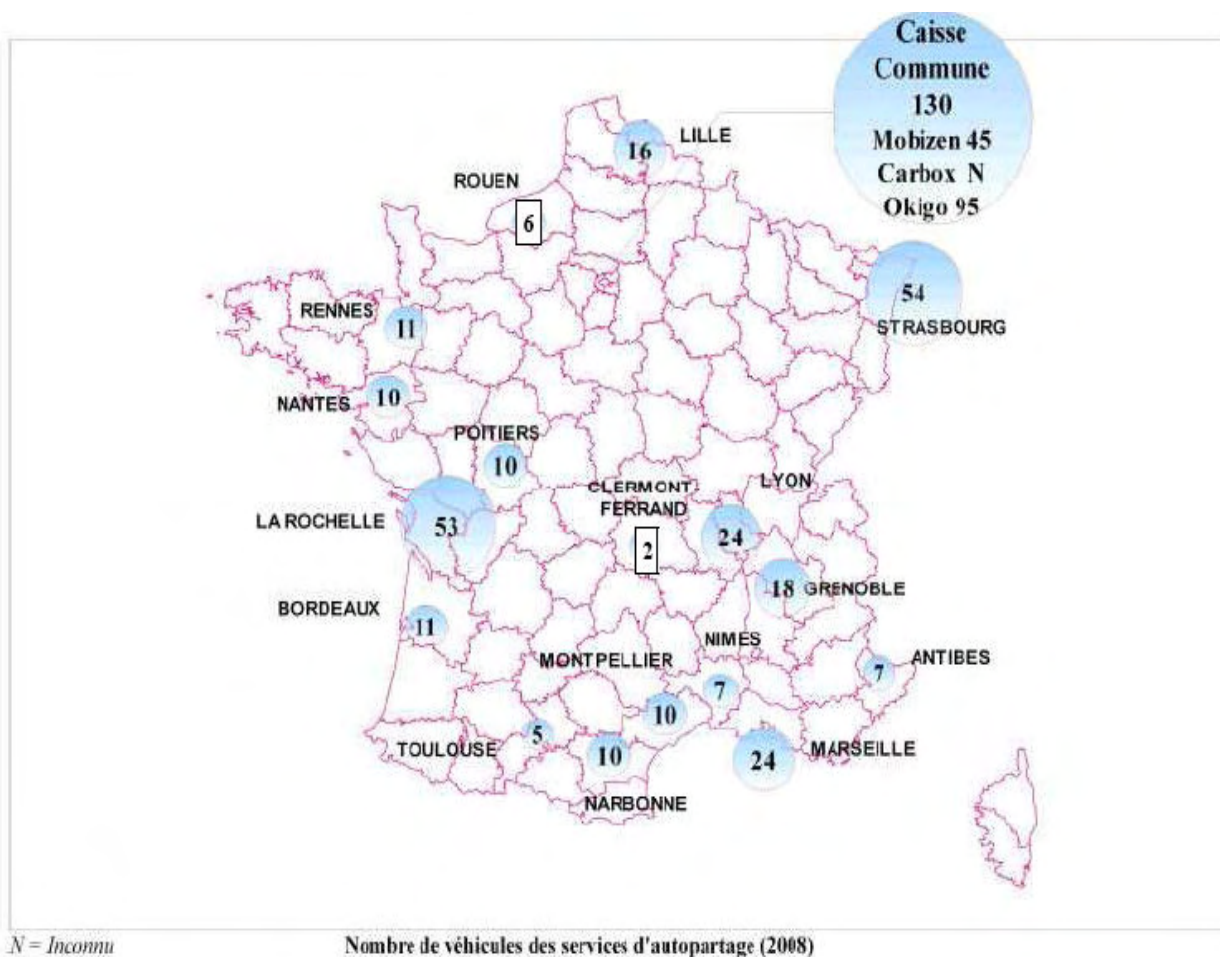 Caisse
Commune
130
Mobizen 45
Carbox N
Okigo 95
LILLE
16
ROUEN
6
54
STRASBOURG
RENNES
11
NANTES
10
POITIERS
10
CLERMONT-
FERRAND
2
LYON
24
LA ROCHELLE
53
18
GRENOBLE
BORDEAUX
11
NIMES
7
MONTPELLIER
10
ANTIBES
7
TOULOUSE
5
10
NARBONNE
24
MARSEILLE
N = Inconnu
Nombre de véhicules des services d'autopartage (2008)